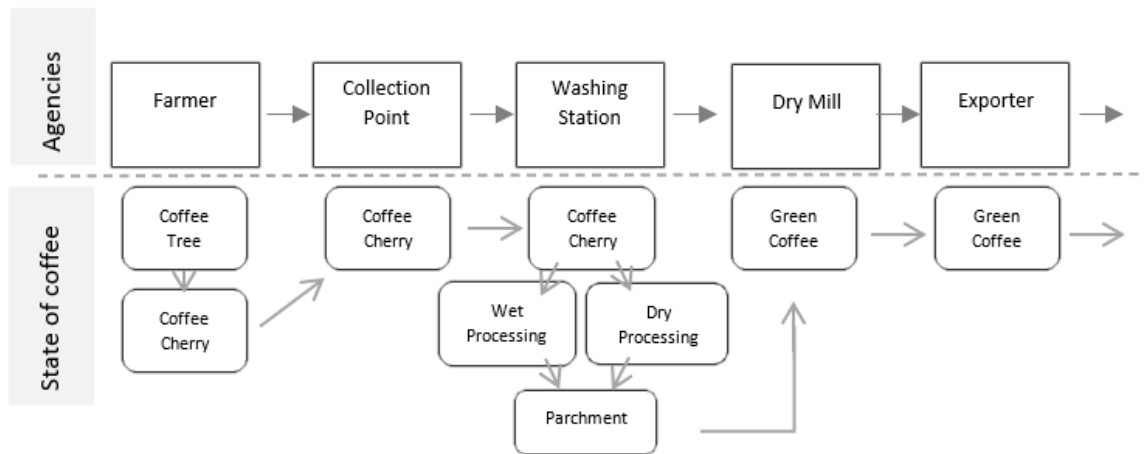 Agencies
Farmer
Collection
Point
Washing
Station
Dry Mill
Exporter
State of coffee
Coffee
Tree
Coffee
Cherry
Coffee
Cherry
Coffee
Cherry
Wet
Processing
Dry
Processing
Parchment
Green
Coffee
Green
Coffee